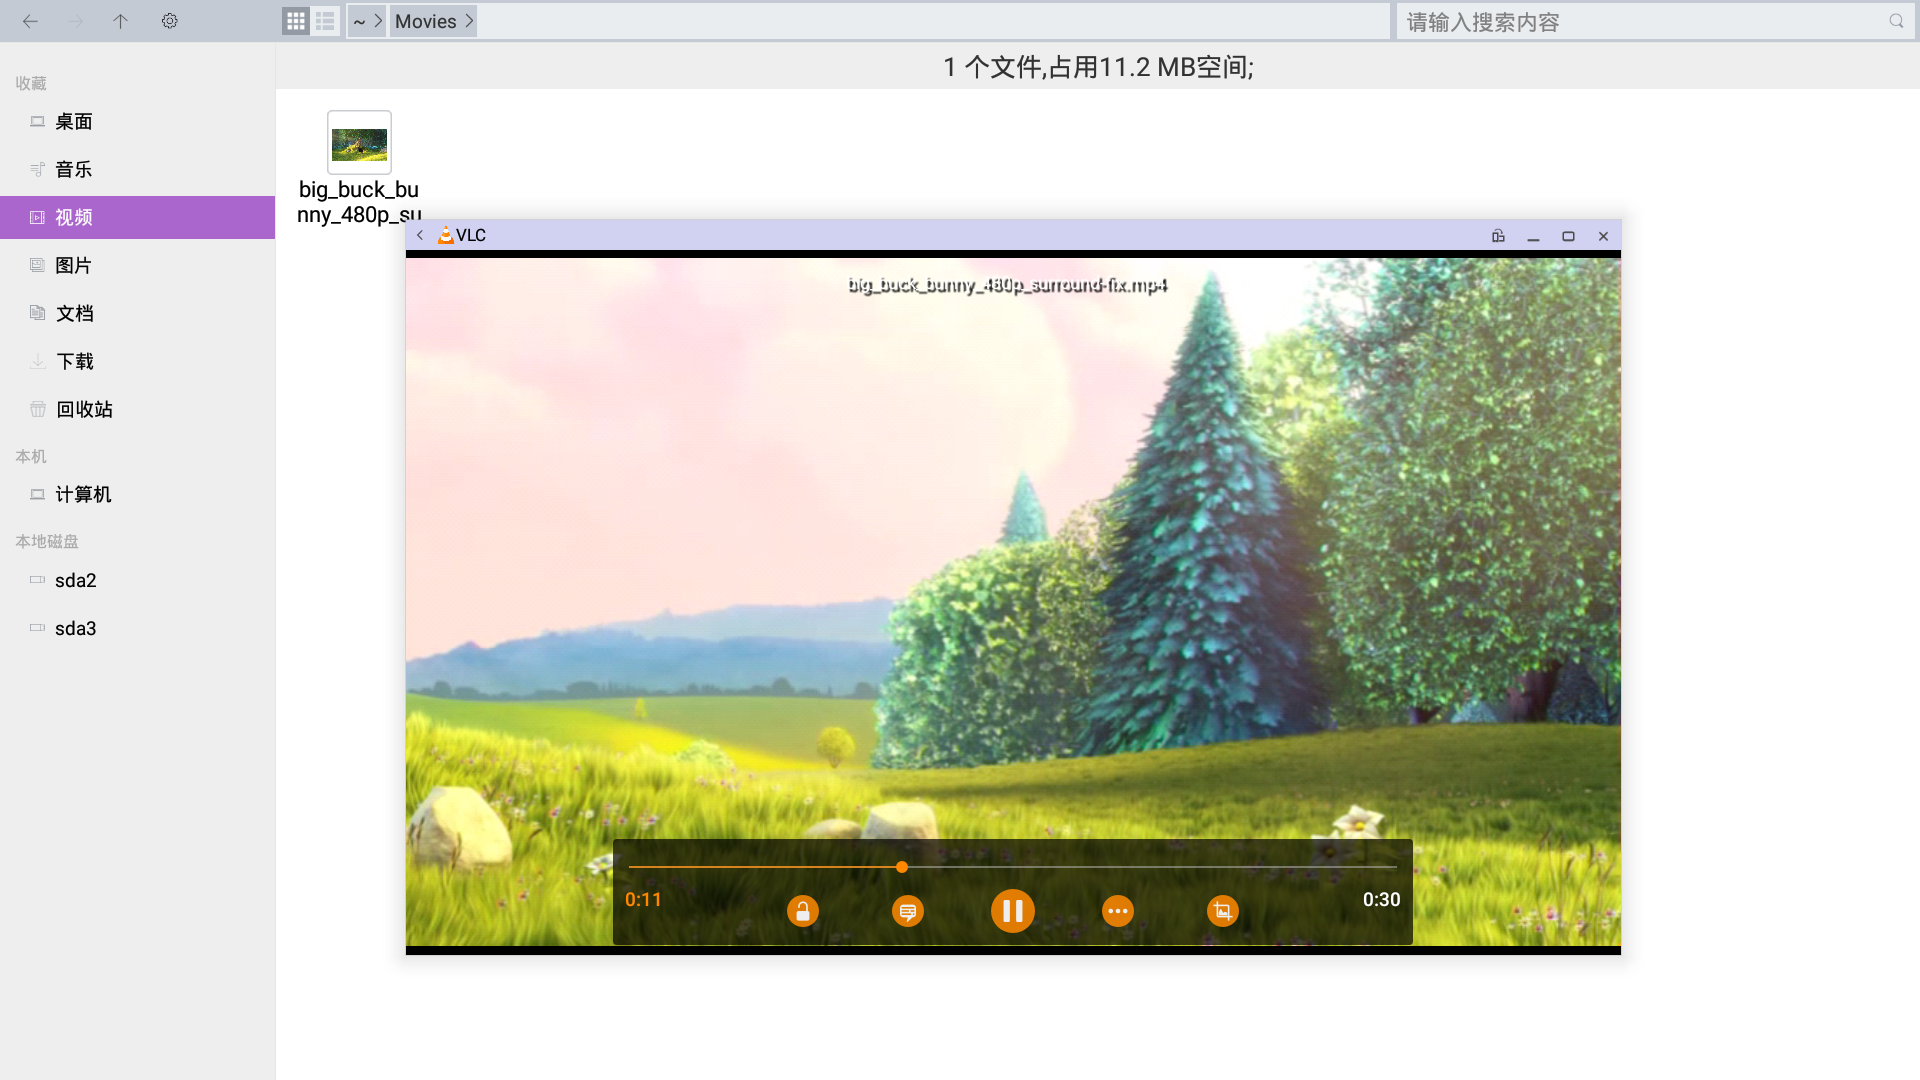 ~ Movies 请输入搜索内容
1 个文件,占用11.2 MB空间;
收藏
桌面
音乐
视频
图片
文档
下载
回收站
本机
计算机
本地磁盘
sda2
sda3
big_buck_bu
nny_480p_su
VLC
big_buck_bunny_480p_surround-fix.mp4
0:11
0:30